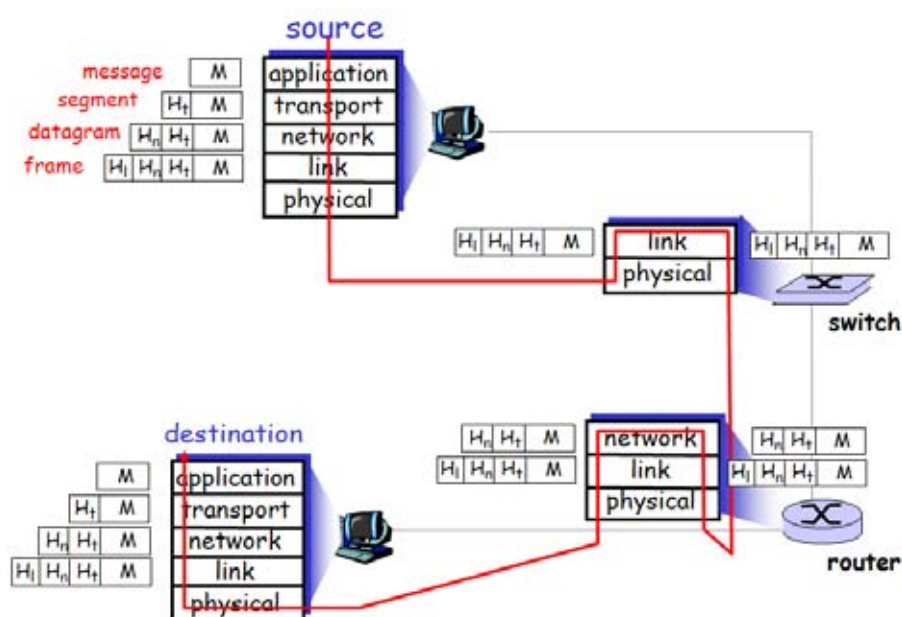 source
message M application
segment Ht M transport
datagram Hn Ht M network
frame Hl Hn Ht M link
physical
Hl Hn Ht M link Hl Hn Ht M
physical
switch
destination
Hn Ht M network Hn Ht M
Hl Hn Ht M link Hl Hn Ht M
physical
router
M application
Ht M transport
Hn Ht M network
Hl Hn Ht M link
physical